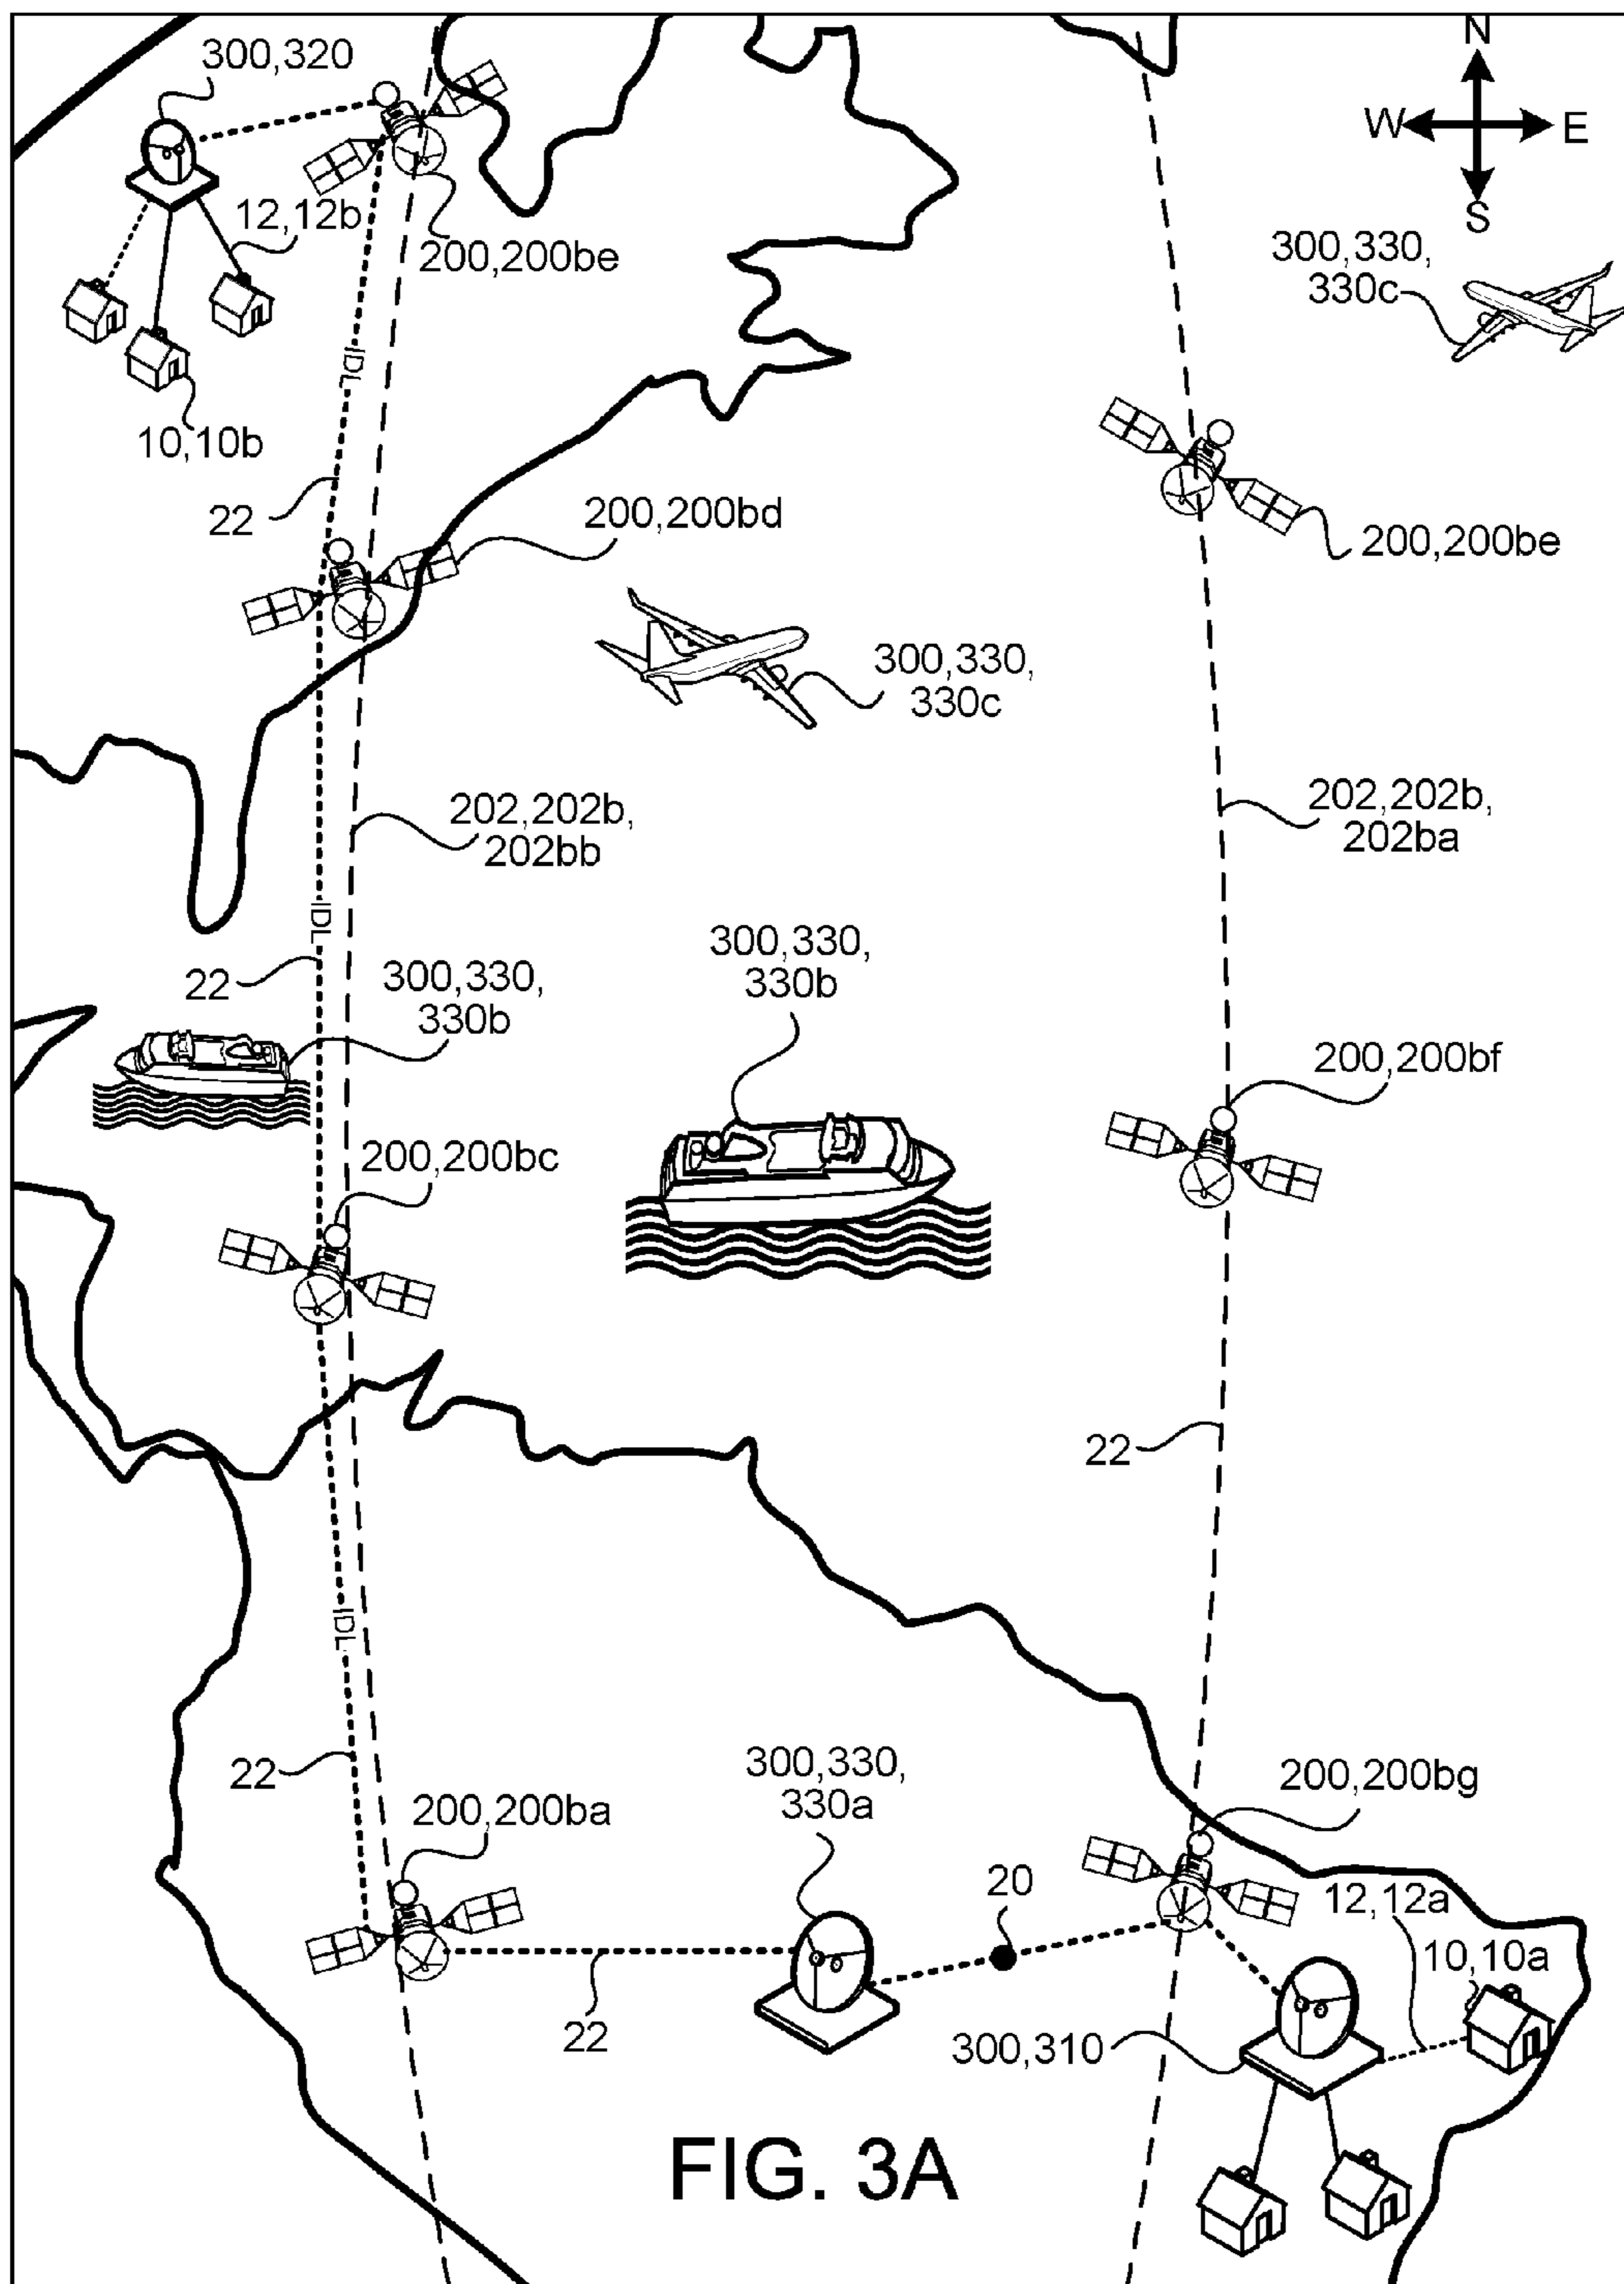 300,320
N
W
E
S
12,12b
200,200be
300,330,
330c
IDL
10,10b
22
200,200bd
200,200be
300,330,
330c
202,202b,
202bb
202,202b,
202ba
IDL
22
300,330,
330b
300,330,
330b
200,200bf
200,200bc
22
IDL
22
200,200ba
300,330,
330a
200,200bg
20
12,12a
10,10a
22
300,310
FIG. 3A